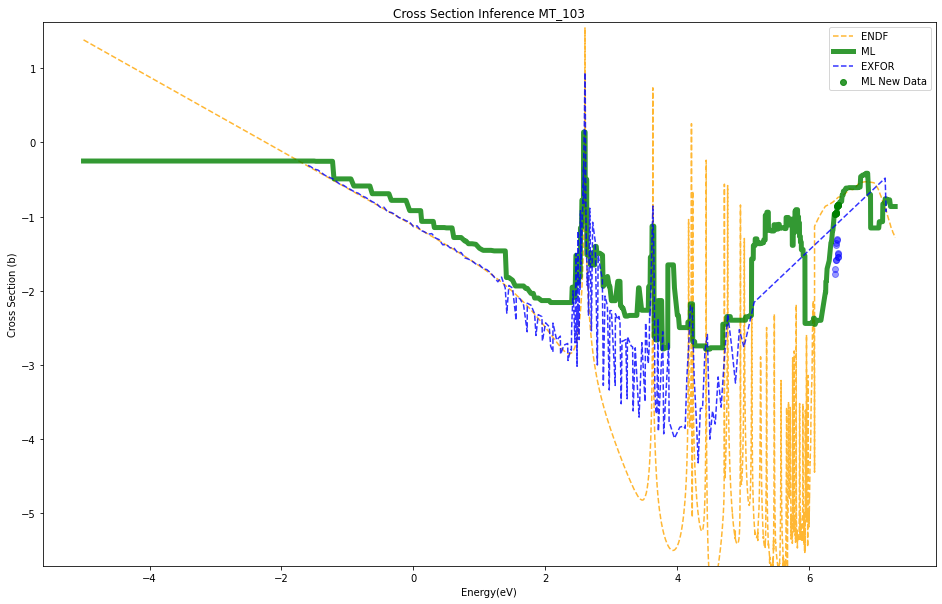 Cross Section Inference MT_103
ENDF
ML
EXFOR
ML New Data
Cross Section (b)
1
0
−1
−2
−3
−4
−5
−4
−2
0
2
4
6
Energy(eV)